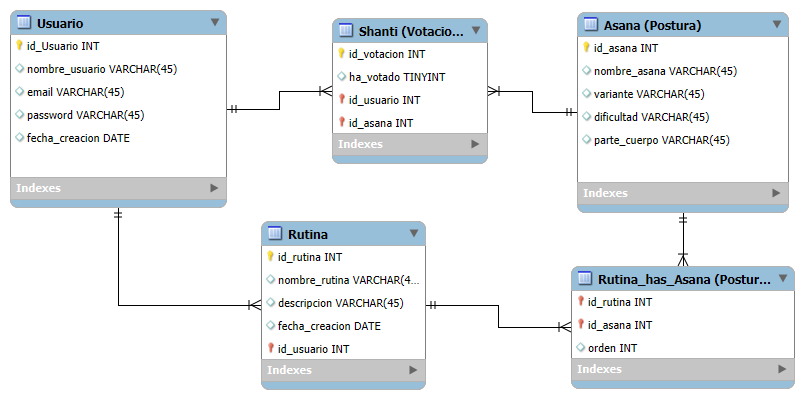 Usuario
id_Usuario INT
nombre_usuario VARCHAR(45)
email VARCHAR(45)
password VARCHAR(45)
fecha_creacion DATE
Indexes
Shanti (Votacio...
id_votacion INT
ha_votado TINYINT
id_usuario INT
id_asana INT
Indexes
Asana (Postura)
id_asana INT
nombre_asana VARCHAR(45)
variante VARCHAR(45)
dificultad VARCHAR(45)
parte_cuerpo VARCHAR(45)
Indexes
Rutina
id_rutina INT
nombre_rutina VARCHAR(4...
descripcion VARCHAR(45)
fecha_creacion DATE
id_usuario INT
Indexes
Rutina_has_Asana (Postur...
id_rutina INT
id_asana INT
orden INT
Indexes